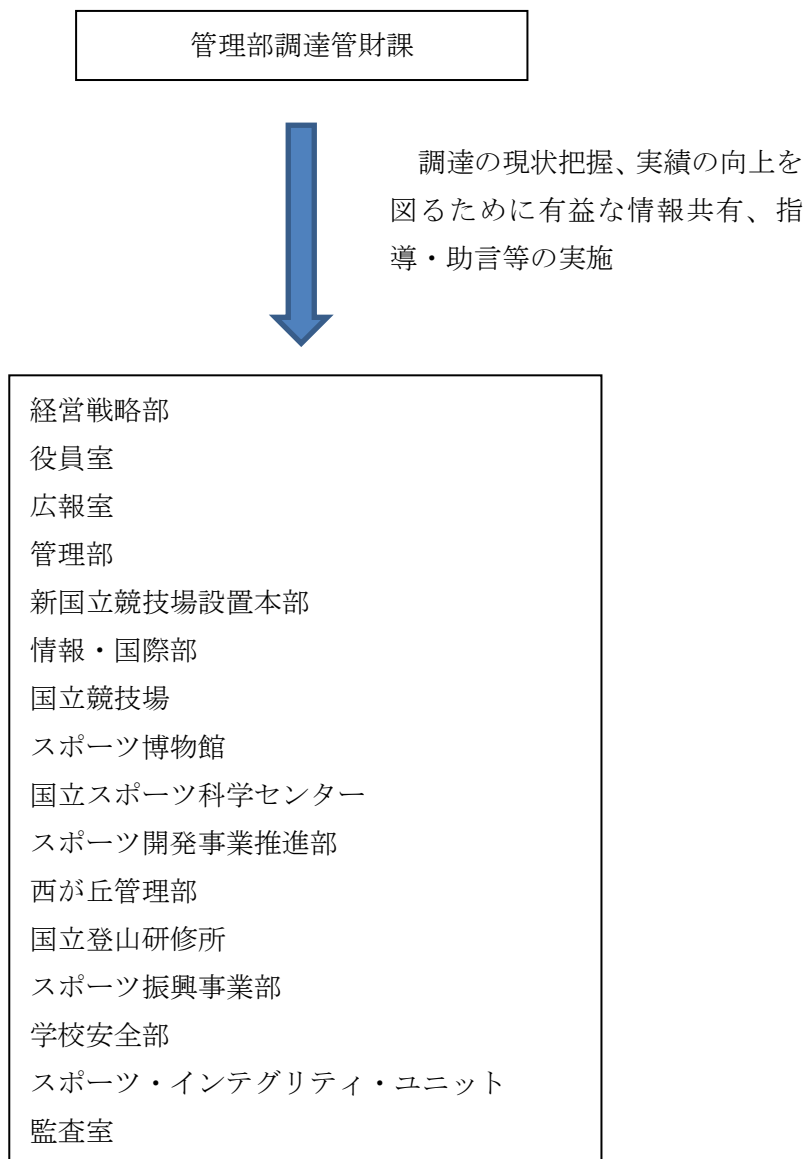 管理部調達管財課
調達の現状把握、実績の向上を
図るために有益な情報共有、指
導・助言等の実施
経営戦略部
役員室
広報室
管理部
新国立競技場設置本部
情報・国際部
国立競技場
スポーツ博物館
国立スポーツ科学センター
スポーツ開発事業推進部
西が丘管理部
国立登山研修所
スポーツ振興事業部
学校安全部
スポーツ・インテグリティ・ユニット
監査室